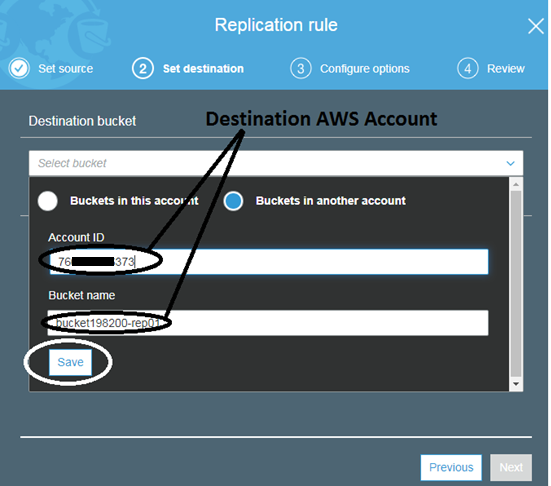 Replication rule
Set source
2 Set destination
3 Configure options
4 Review
Destination bucket
Destination AWS Account
Select bucket
Buckets in this account
Buckets in another account
Account ID
76 373
Bucket name
bucket198200-rep01
Save
Previous
Next